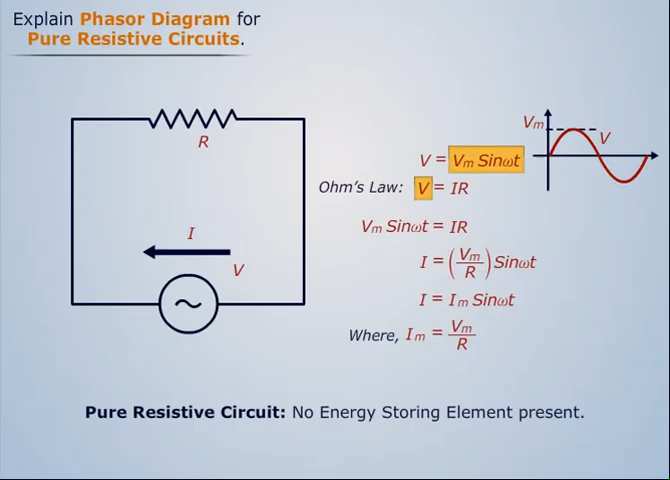 Explain Phasor Diagram for
Pure Resistive Circuits.
R
I
V
Vm
V
V = Vm Sinωt
Ohm's Law: V = IR
Vm Sinωt = IR
I = (Vm/R) Sinωt
I = Im Sinωt
Where, Im = Vm/R
Pure Resistive Circuit: No Energy Storing Element present.